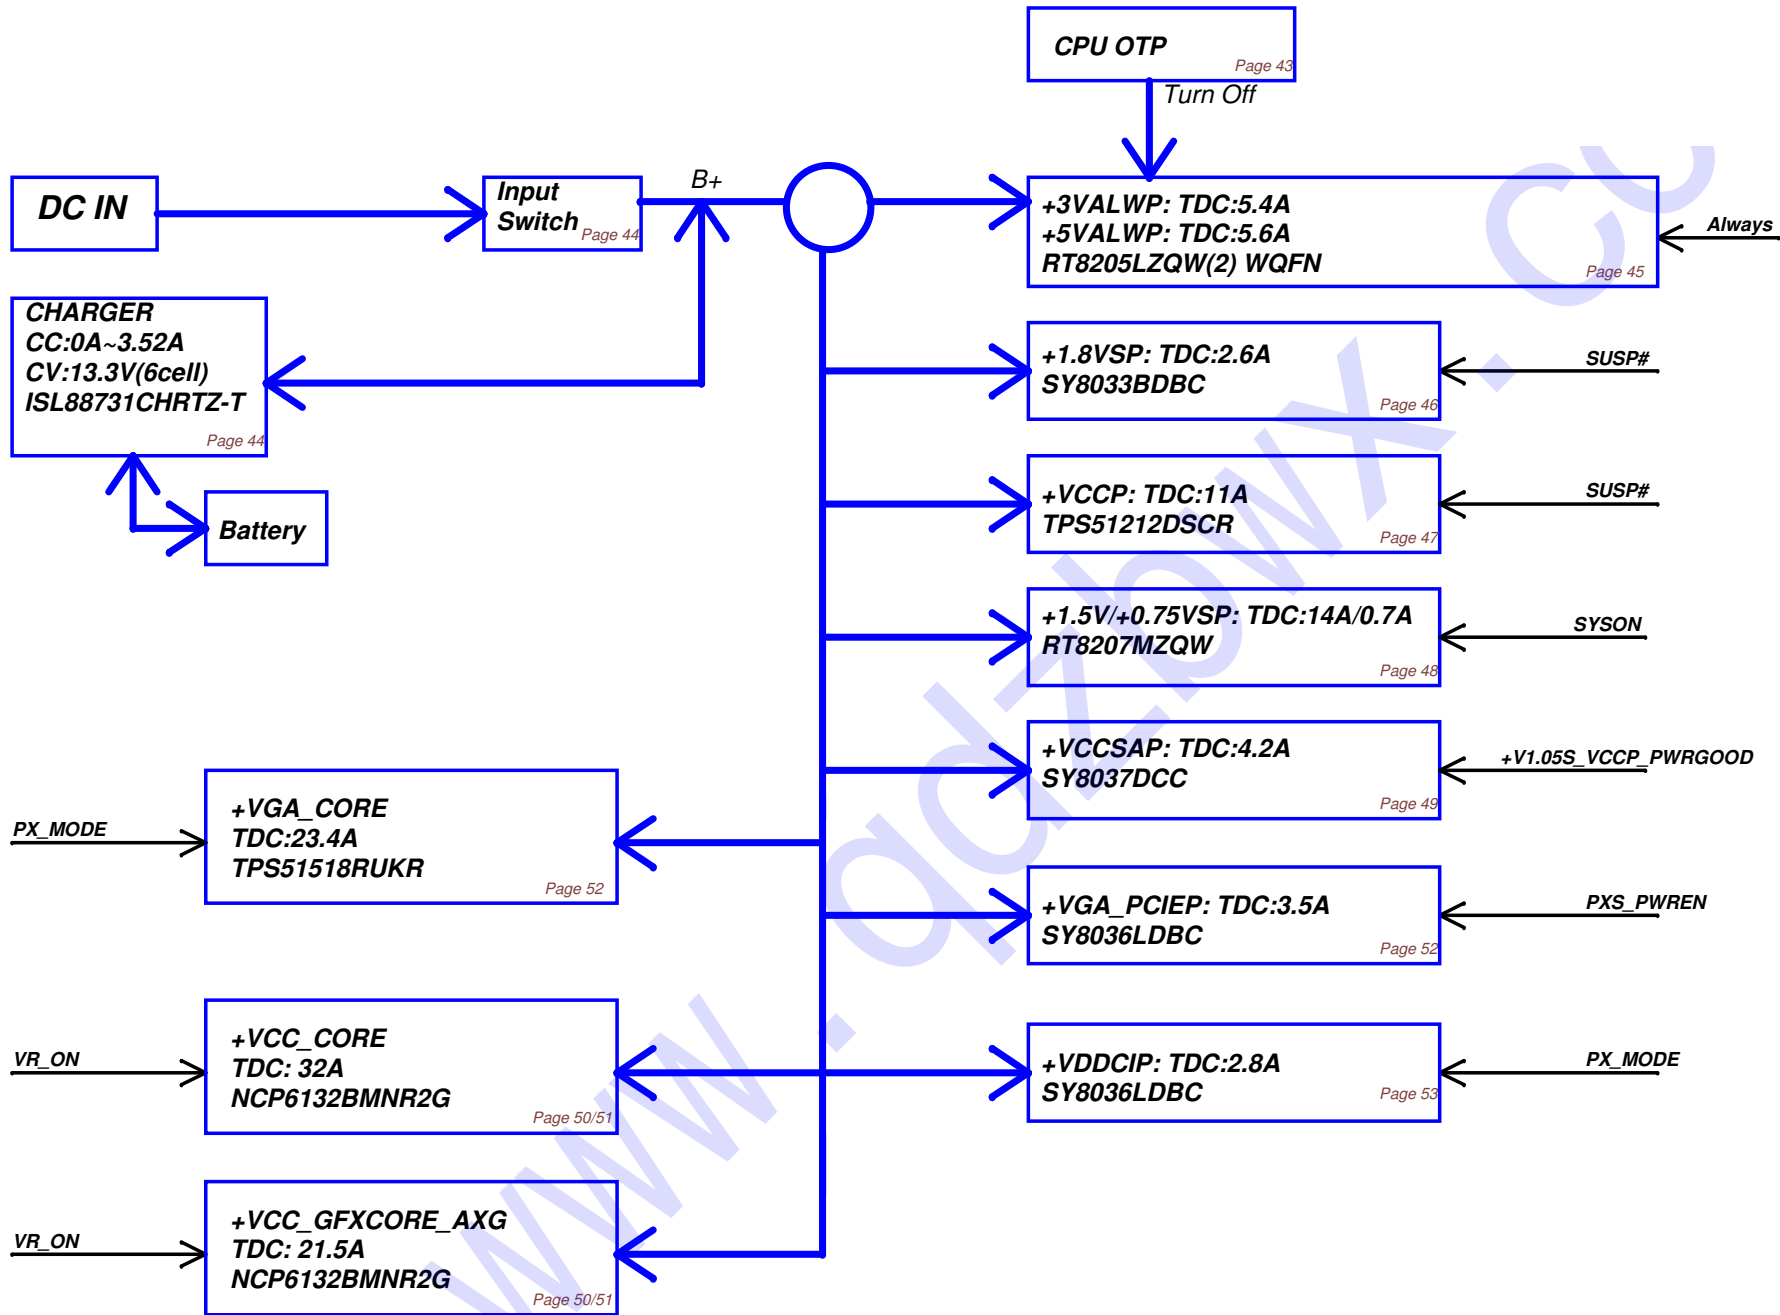 CPU OTP
Page 43
Turn Off
DC IN
Input
Switch
Page 44
B+
+3VALWP: TDC:5.4A
+5VALWP: TDC:5.6A
RT8205LZQW(2) WQFN
Page 45
Always
CHARGER
CC:0A~3.52A
CV:13.3V(6cell)
ISL88731CHRTZ-T
Page 44
Battery
+1.8VSP: TDC:2.6A
SY8033BDBC
Page 46
SUSP#
+VCCP: TDC:11A
TPS51212DSCR
Page 47
SUSP#
+1.5V/+0.75VSP: TDC:14A/0.7A
RT8207MZQW
Page 48
SYSON
+VCCSAP: TDC:4.2A
SY8037DCC
Page 49
+V1.05S_VCCP_PWRGOOD
PX_MODE
+VGA_CORE
TDC:23.4A
TPS51518RUKR
Page 52
+VGA_PCIEP: TDC:3.5A
SY8036LDBC
Page 52
PXS_PWREN
VR_ON
+VCC_CORE
TDC: 32A
NCP6132BMNR2G
Page 50/51
+VDDCIP: TDC:2.8A
SY8036LDBC
Page 53
PX_MODE
VR_ON
+VCC_GFXCORE_AXG
TDC: 21.5A
NCP6132BMNR2G
Page 50/51
www.qdzbwx.cc